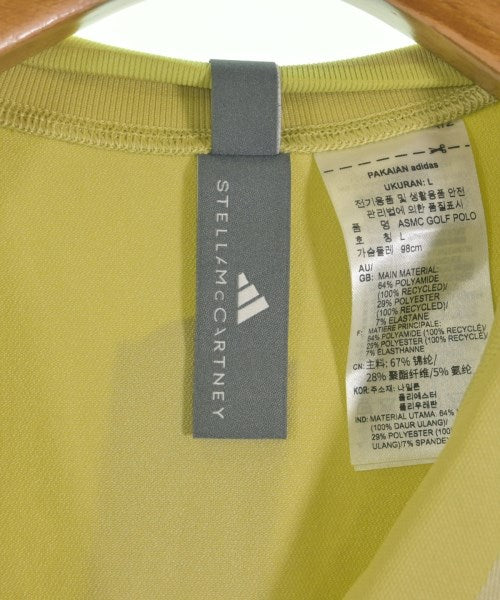 STELLA McCARTNEY
1/2
PAKAIAN adidas
UKURAN: L
전기용품 및 생활용품 안전
관리법에 의한 품질표시
품 명 ASMC GOLF POLO
호 칭 L
가슴둘레 98cm
AU/
GB: MAIN MATERIAL:
64% POLYAMIDE
(100% RECYCLED)/
29% POLYESTER
(100% RECYCLED)/
7% ELASTANE
F: MATIERE PRINCIPALE:
64% POLYAMIDE (100% RECYCLE)/
29% POLYESTER (100% RECYCLE)/
7% ELASTHANNE
CN: 主料: 67% 锦纶/
28% 聚酯纤维/5% 氨纶
KOR: 주소재: 나일론
폴리에스터
폴리우레탄
IND: MATERIAL UTAMA: 64%
(100% DAUR ULANG)/
29% POLYESTER (100%
ULANG)/7% SPANDE